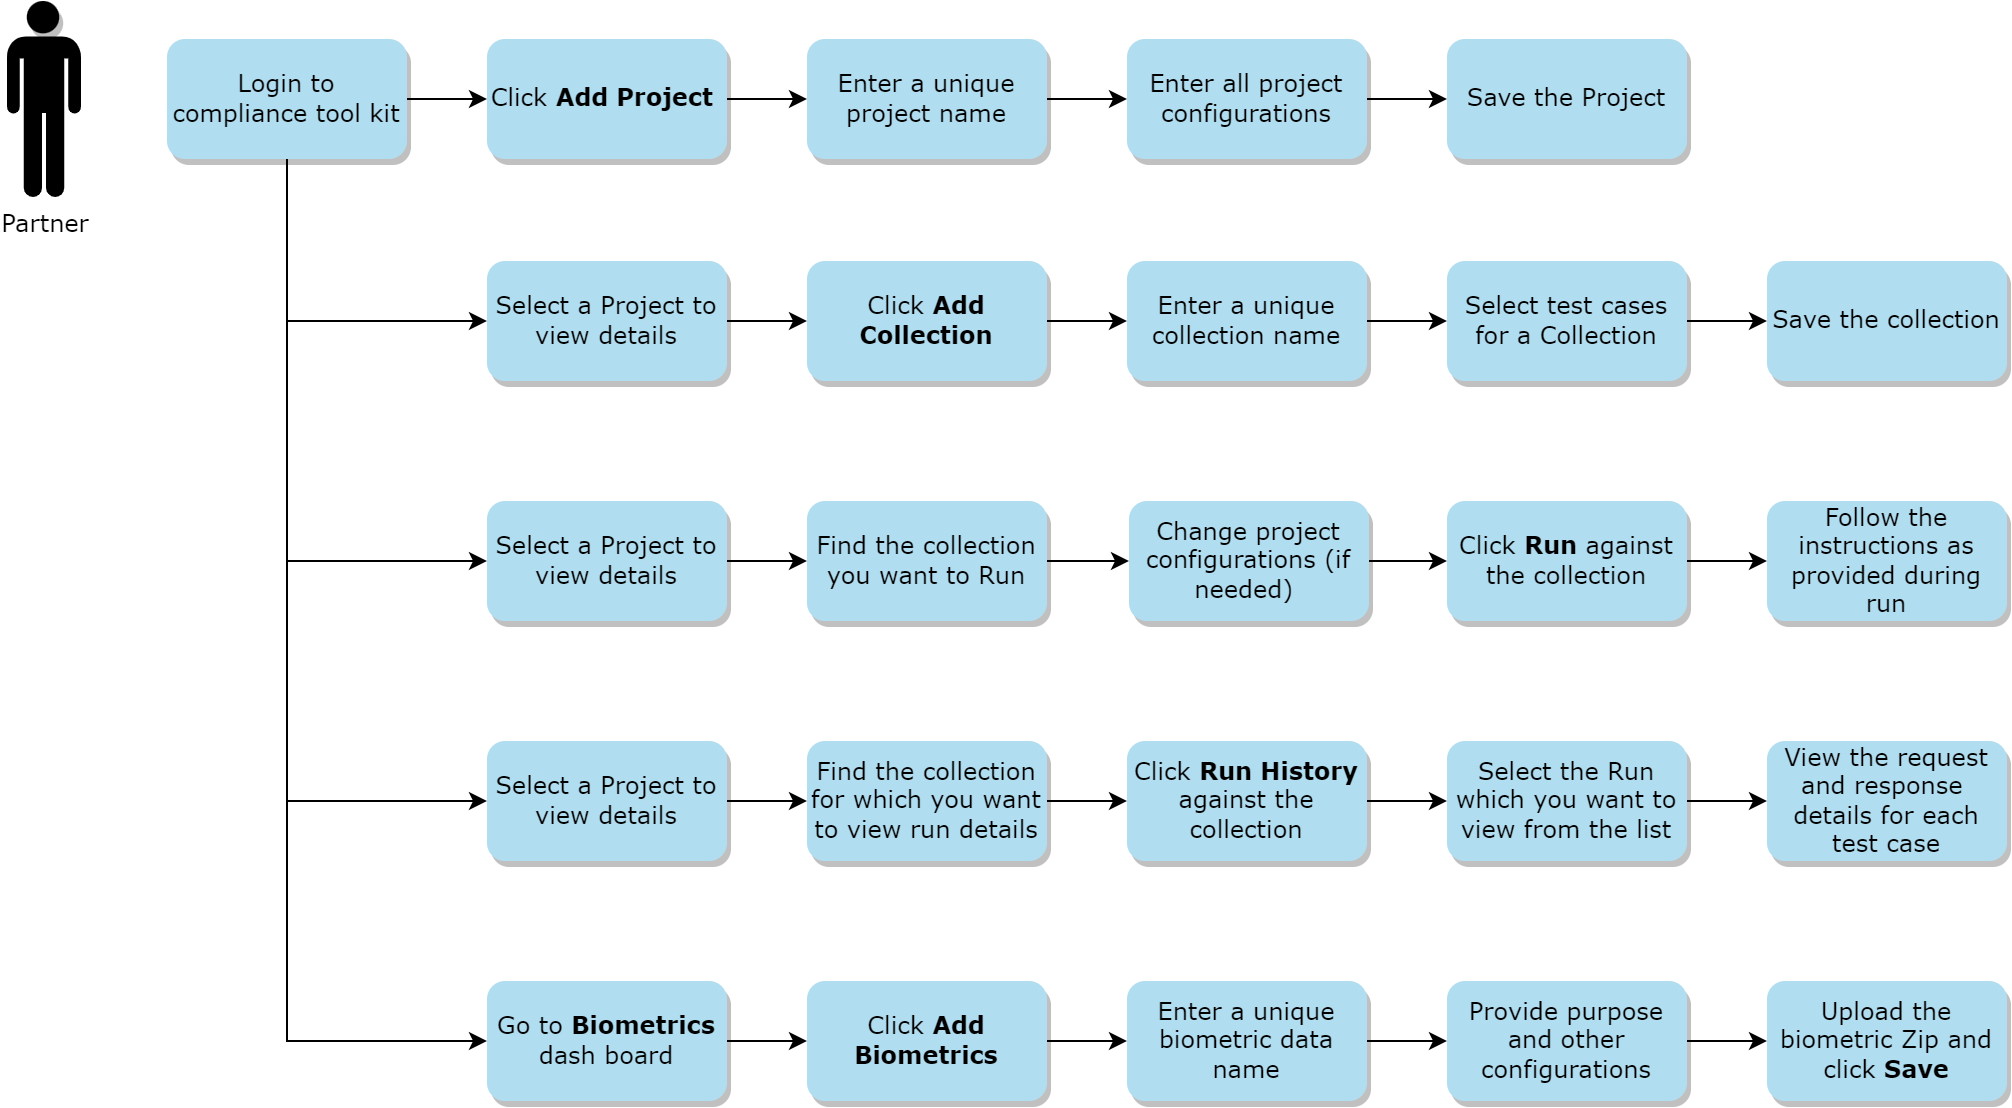 Partner
Login to
compliance tool kit
Click Add Project
Enter a unique
project name
Enter all project
configurations
Save the Project
Select a Project to
view details
Click Add
Collection
Enter a unique
collection name
Select test cases
for a Collection
Save the collection
Select a Project to
view details
Find the collection
you want to Run
Change project
configurations (if
needed)
Click Run against
the collection
Follow the
instructions as
provided during
run
Select a Project to
view details
Find the collection
for which you want
to view run details
Click Run History
against the
collection
Select the Run
which you want to
view from the list
View the request
and response
details for each
test case
Go to Biometrics
dash board
Click Add
Biometrics
Enter a unique
biometric data
name
Provide purpose
and other
configurations
Upload the
biometric Zip and
click Save